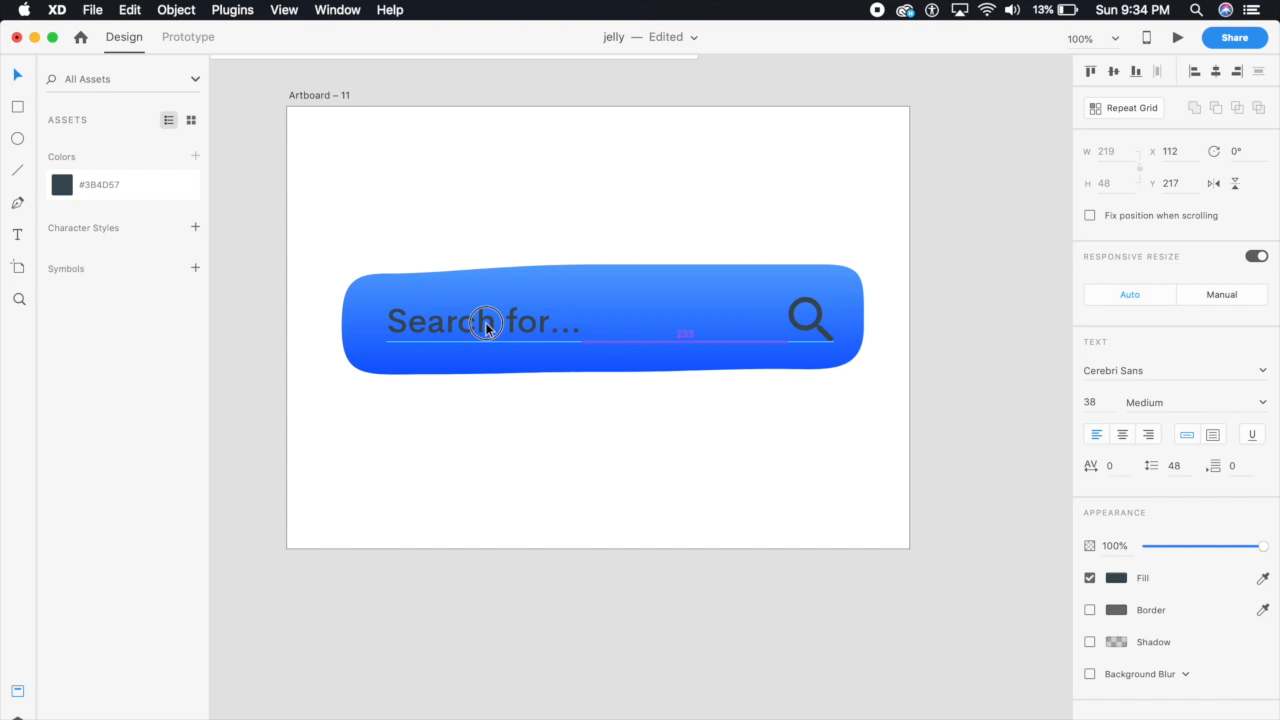 XD File Edit Object Plugins View Window Help 13% Sun 9:34 PM
Design Prototype jelly — Edited 100% Share
All Assets
ASSETS
Colors
#3B4D57
Character Styles
Symbols
Artboard – 11
Search for...
233
Repeat Grid
W 219 X 112 0°
H 48 Y 217
Fix position when scrolling
RESPONSIVE RESIZE
Auto Manual
TEXT
Cerebri Sans
38 Medium
U
AV 0 48 0
APPEARANCE
100%
Fill
Border
Shadow
Background Blur